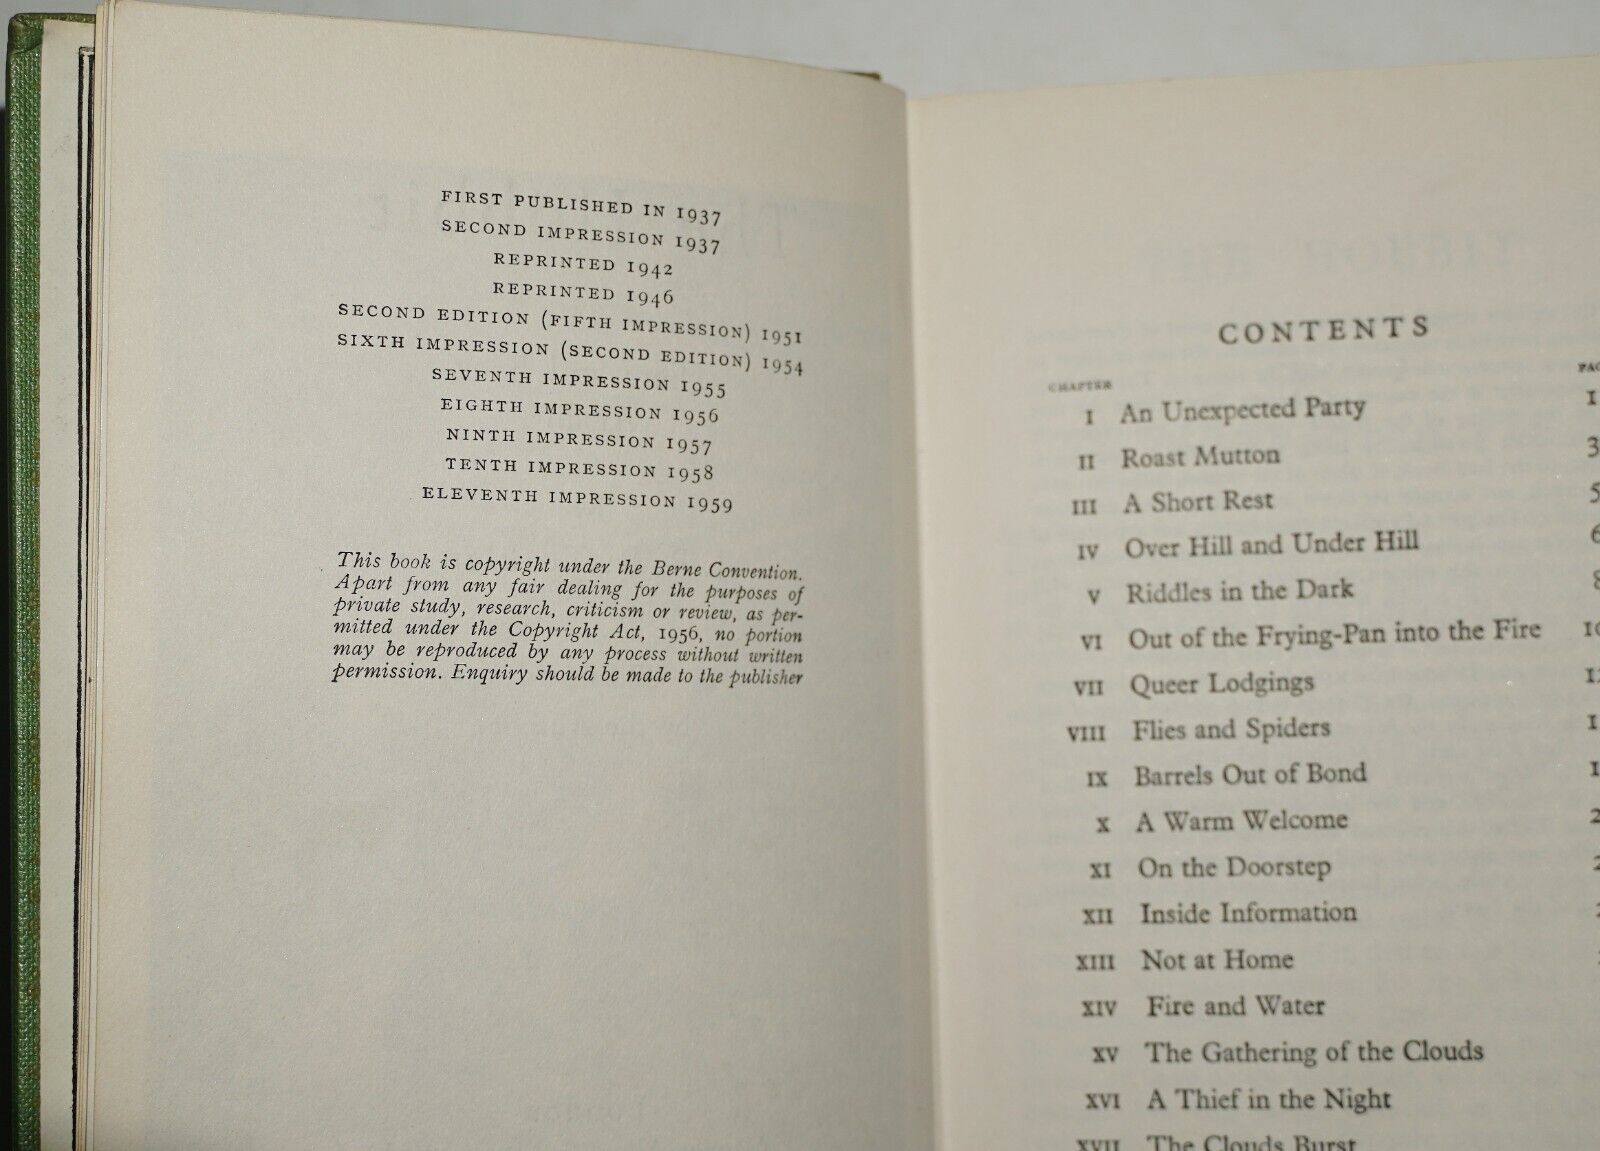 FIRST PUBLISHED IN 1937
SECOND IMPRESSION 1937
REPRINTED 1942
REPRINTED 1946
SECOND EDITION (FIFTH IMPRESSION) 1951
SIXTH IMPRESSION (SECOND EDITION) 1954
SEVENTH IMPRESSION 1955
EIGHTH IMPRESSION 1956
NINTH IMPRESSION 1957
TENTH IMPRESSION 1958
ELEVENTH IMPRESSION 1959
This book is copyright under the Berne Convention.
Apart from any fair dealing for the purposes of
private study, research, criticism or review, as per-
mitted under the Copyright Act, 1956, no portion
may be reproduced by any process without written
permission. Enquiry should be made to the publisher
CONTENTS
CHAPTER
I An Unexpected Party
II Roast Mutton
III A Short Rest
IV Over Hill and Under Hill
V Riddles in the Dark
VI Out of the Frying-Pan into the Fire
VII Queer Lodgings
VIII Flies and Spiders
IX Barrels Out of Bond
X A Warm Welcome
XI On the Doorstep
XII Inside Information
XIII Not at Home
XIV Fire and Water
XV The Gathering of the Clouds
XVI A Thief in the Night
XVII The Clouds Burst